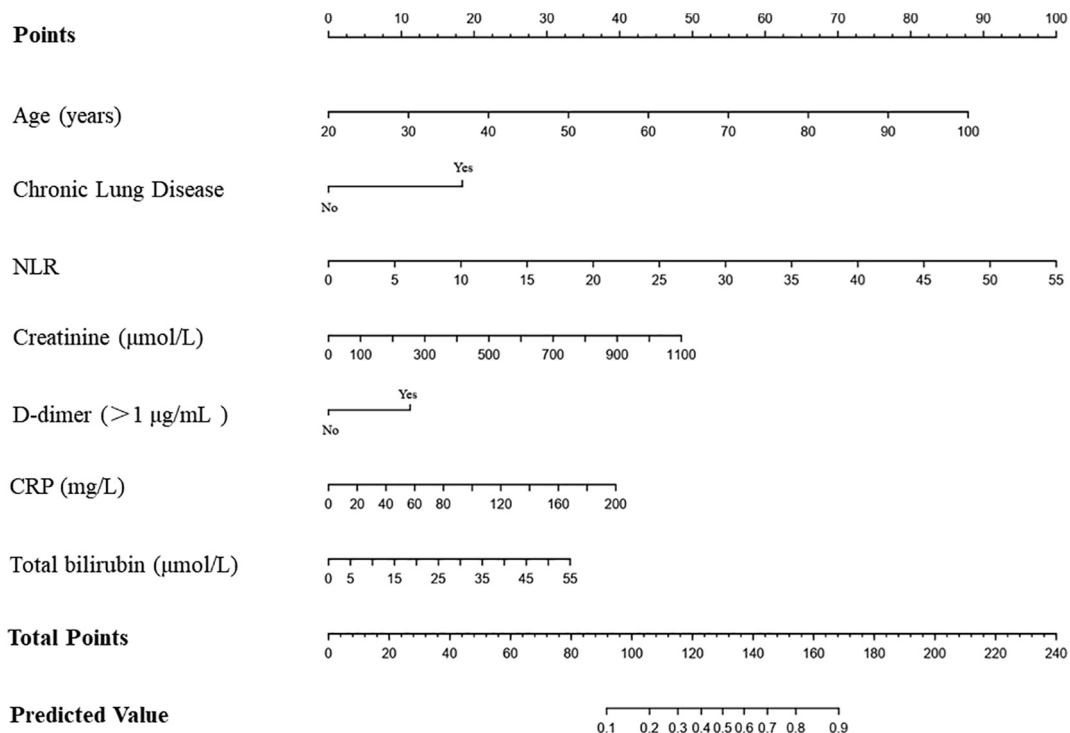 Points
0 10 20 30 40 50 60 70 80 90 100
Age (years)
20 30 40 50 60 70 80 90 100
Chronic Lung Disease
Yes
No
NLR
0 5 10 15 20 25 30 35 40 45 50 55
Creatinine (μmol/L)
0 100 300 500 700 900 1100
D-dimer (>1 μg/mL )
Yes
No
CRP (mg/L)
0 20 40 60 80 120 160 200
Total bilirubin (μmol/L)
0 5 15 25 35 45 55
Total Points
0 20 40 60 80 100 120 140 160 180 200 220 240
Predicted Value
0.1 0.2 0.3 0.4 0.5 0.6 0.7 0.8 0.9